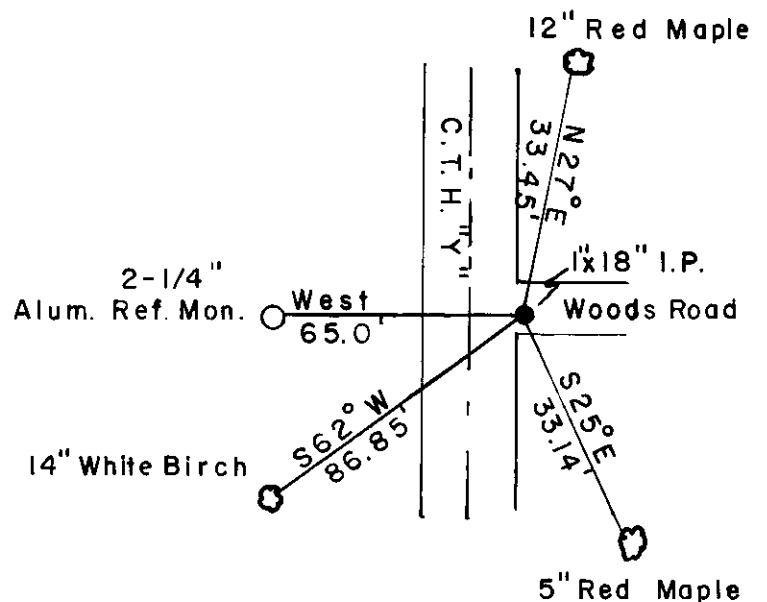 12" Red Maple
N27°E
33.45'
C.T.H. "Y"
1"x18" I.P.
2-1/4"
Alum. Ref. Mon.
West
65.0'
Woods Road
S62°W
86.85'
S25°E
33.14'
14" White Birch
5" Red Maple